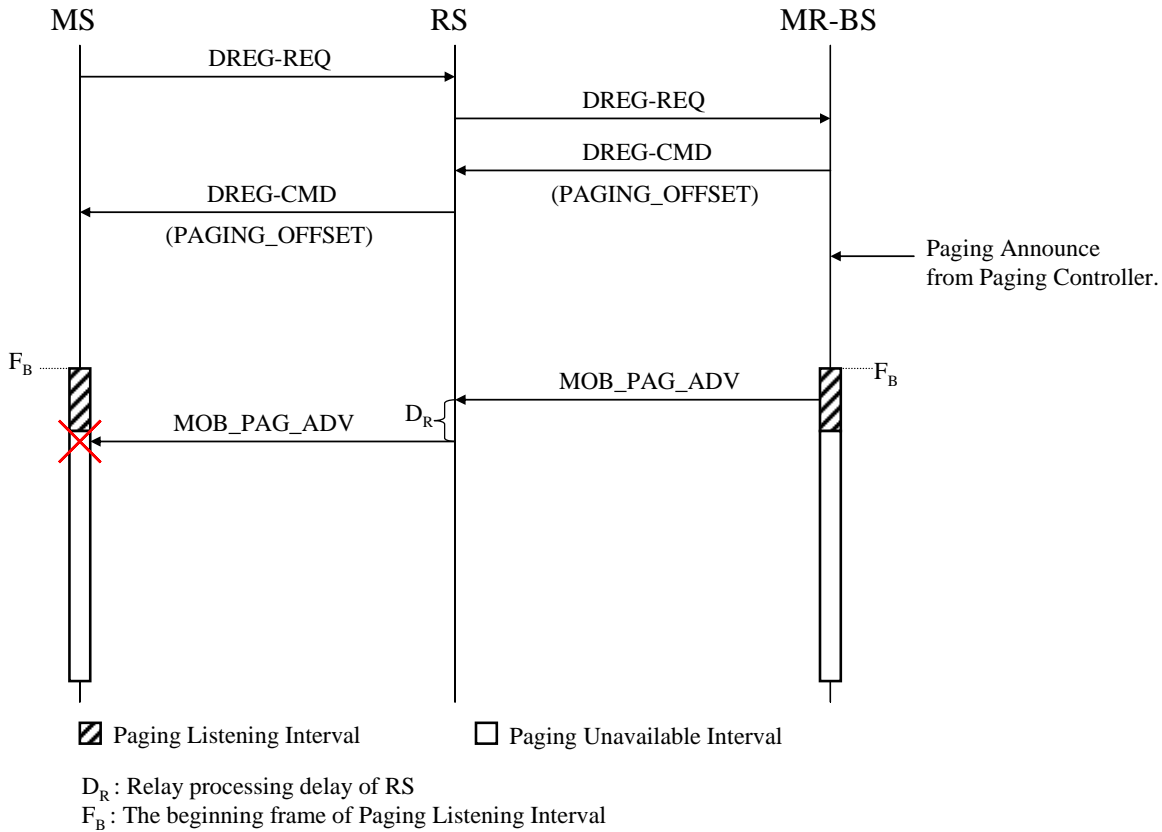 MS
RS
MR-BS
DREG-REQ
DREG-REQ
DREG-CMD
(PAGING_OFFSET)
DREG-CMD
(PAGING_OFFSET)
Paging Announce
from Paging Controller.
FB
FB
MOB_PAG_ADV
DR
MOB_PAG_ADV
Paging Listening Interval
Paging Unavailable Interval
DR : Relay processing delay of RS
FB : The beginning frame of Paging Listening Interval